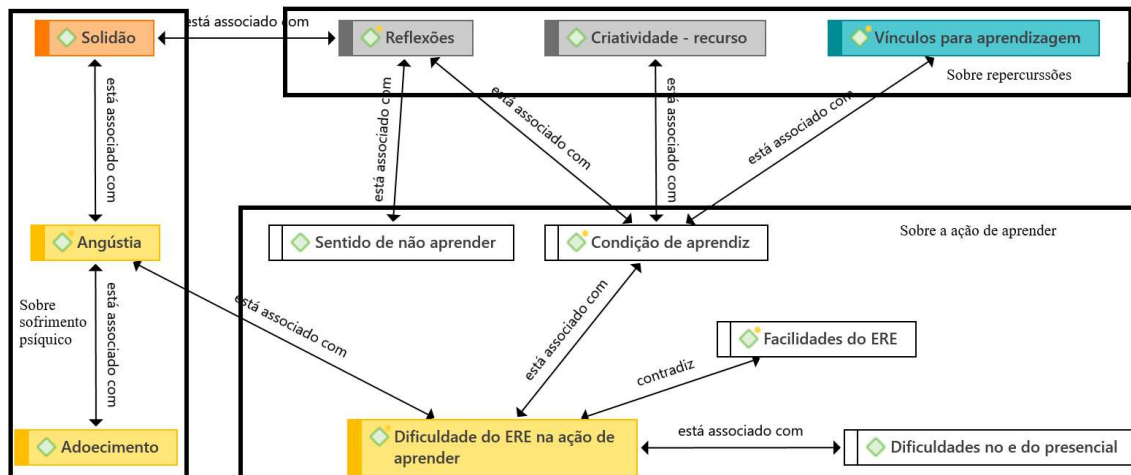 está associado com
Solidão
Reflexões
Criatividade - recurso
Vínculos para aprendizagem
Sobre repercurssões
está associado com
está associado com
está associado com
está associado com
está associado com
Sobre a ação de aprender
Angústia
Sentido de não aprender
Condição de aprendiz
Sobre
sofrimento
psíquico
está associado com
está associado com
está associado com
Facilidades do ERE
contradiz
Adoecimento
Dificuldade do ERE na ação de
aprender
está associado com
Dificuldades no e do presencial